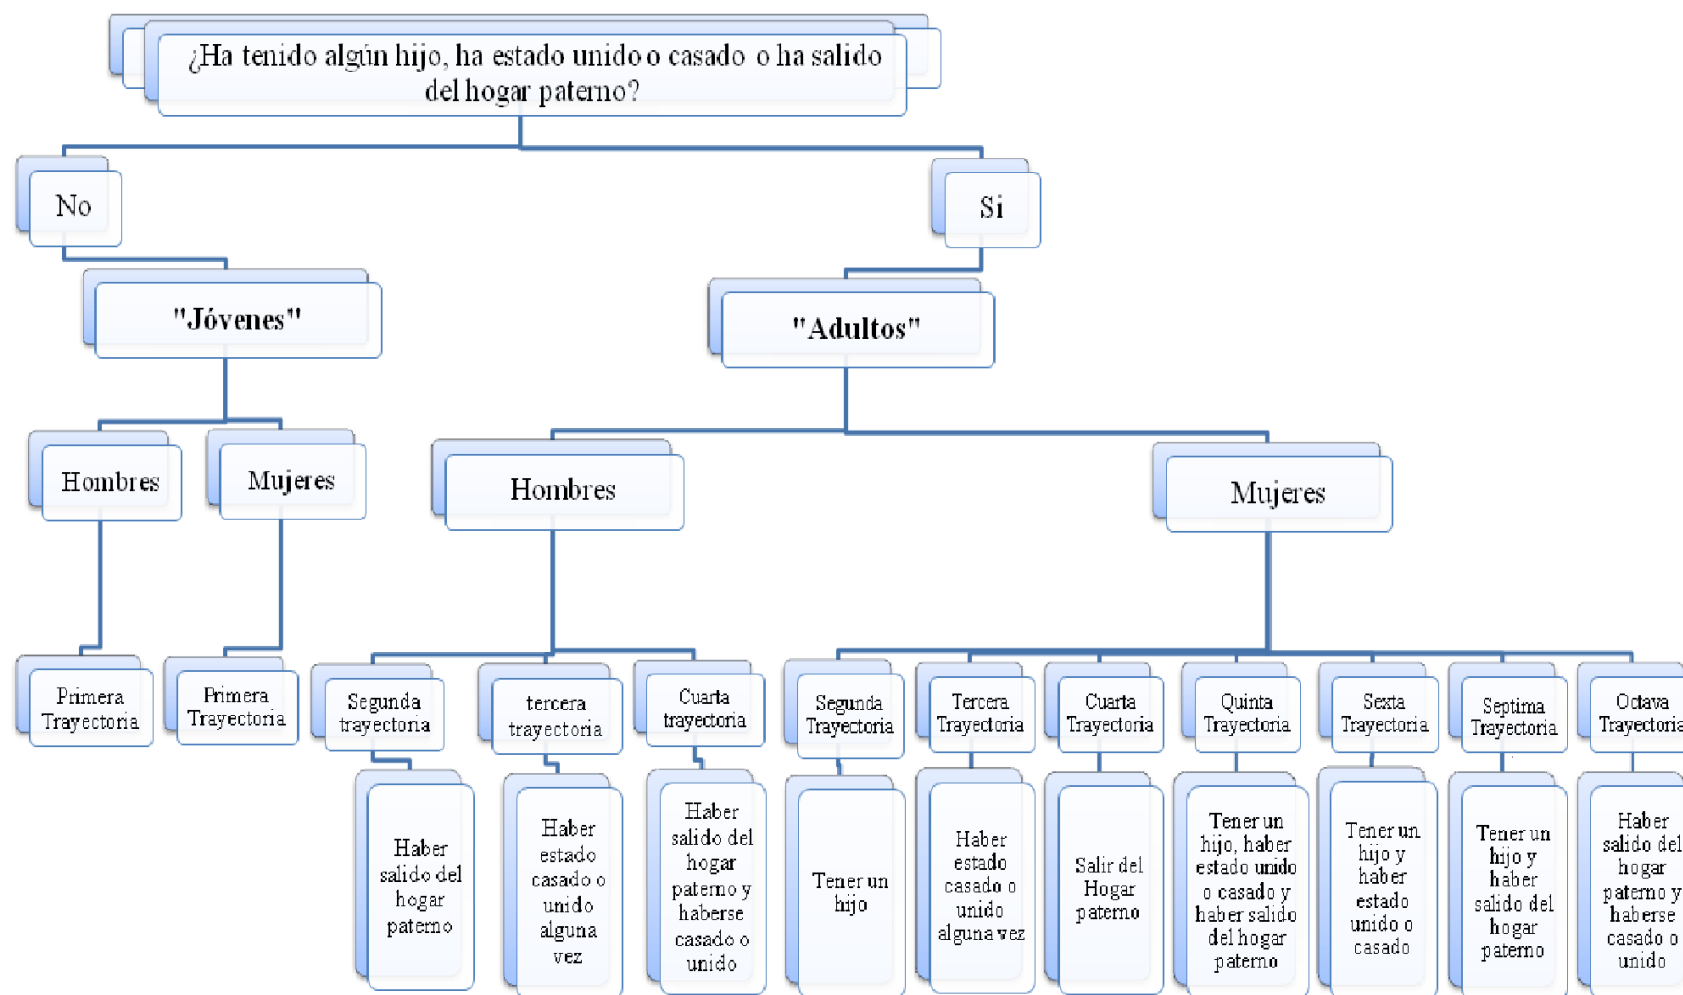 ¿Ha tenido algún hijo, ha estado unido o casado o ha salido
del hogar paterno?
No
Si
"Jóvenes"
"Adultos"
Hombres
Mujeres
Hombres
Mujeres
Primera
Trayectoria
Primera
Trayectoria
Segunda
trayectoria
tercera
trayectoria
Cuarta
trayectoria
Segunda
Trayectoria
Tercera
Trayectoria
Cuarta
Trayectoria
Quinta
Trayectoria
Sexta
Trayectoria
Septima
Trayectoria
Octava
Trayectoria
Haber
salido del
hogar
paterno
Haber
estado
casado o
unido
alguna
vez
Haber
salido del
hogar
paterno y
haberse
casado o
unido
Tener un
hijo
Haber
estado
casado o
unido
alguna vez
Salir del
Hogar
paterno
Tener un
hijo, haber
estado unido
o casado y
haber salido
del hogar
paterno
Tener un
hijo y
haber
estado
unido o
casado
Tener un
hijo y
haber
salido del
hogar
paterno
Haber
salido del
hogar
paterno y
haberse
casado o
unido